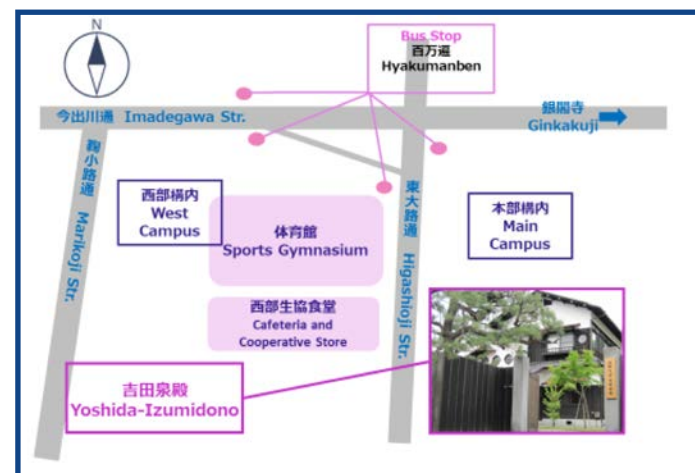 N
Bus Stop
百万遍
Hyakumanben
今出川通 Imadegawa Str.
銀閣寺
Ginkakuji
鞠小路通 Marikoji Str.
西部構内
West
Campus
体育館
Sports Gymnasium
東大路通 Higashioji Str.
本部構内
Main
Campus
西部生協食堂
Cafeteria and
Cooperative Store
吉田泉殿
Yoshida-Izumidono